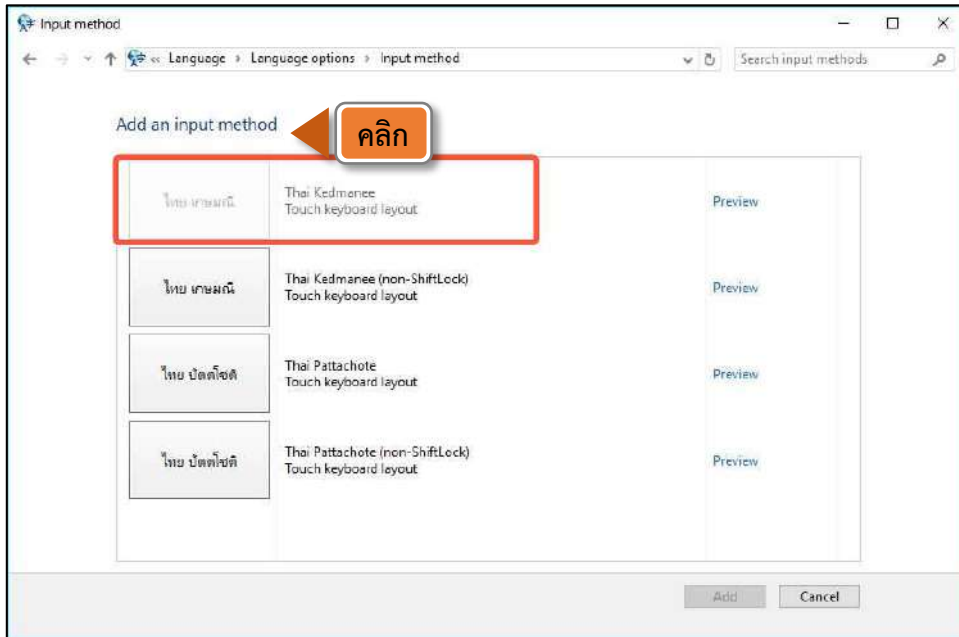 Input method
« Language › Language options › Input method
Search input methods
Add an input method
คลิก
ไทย เกษมณี
Thai Kedmanee
Touch keyboard layout
Preview
ไทย เกษมณี
Thai Kedmanee (non-ShiftLock)
Touch keyboard layout
Preview
ไทย ปัตตโชติ
Thai Pattachote
Touch keyboard layout
Preview
ไทย ปัตตโชติ
Thai Pattachote (non-ShiftLock)
Touch keyboard layout
Preview
Add
Cancel